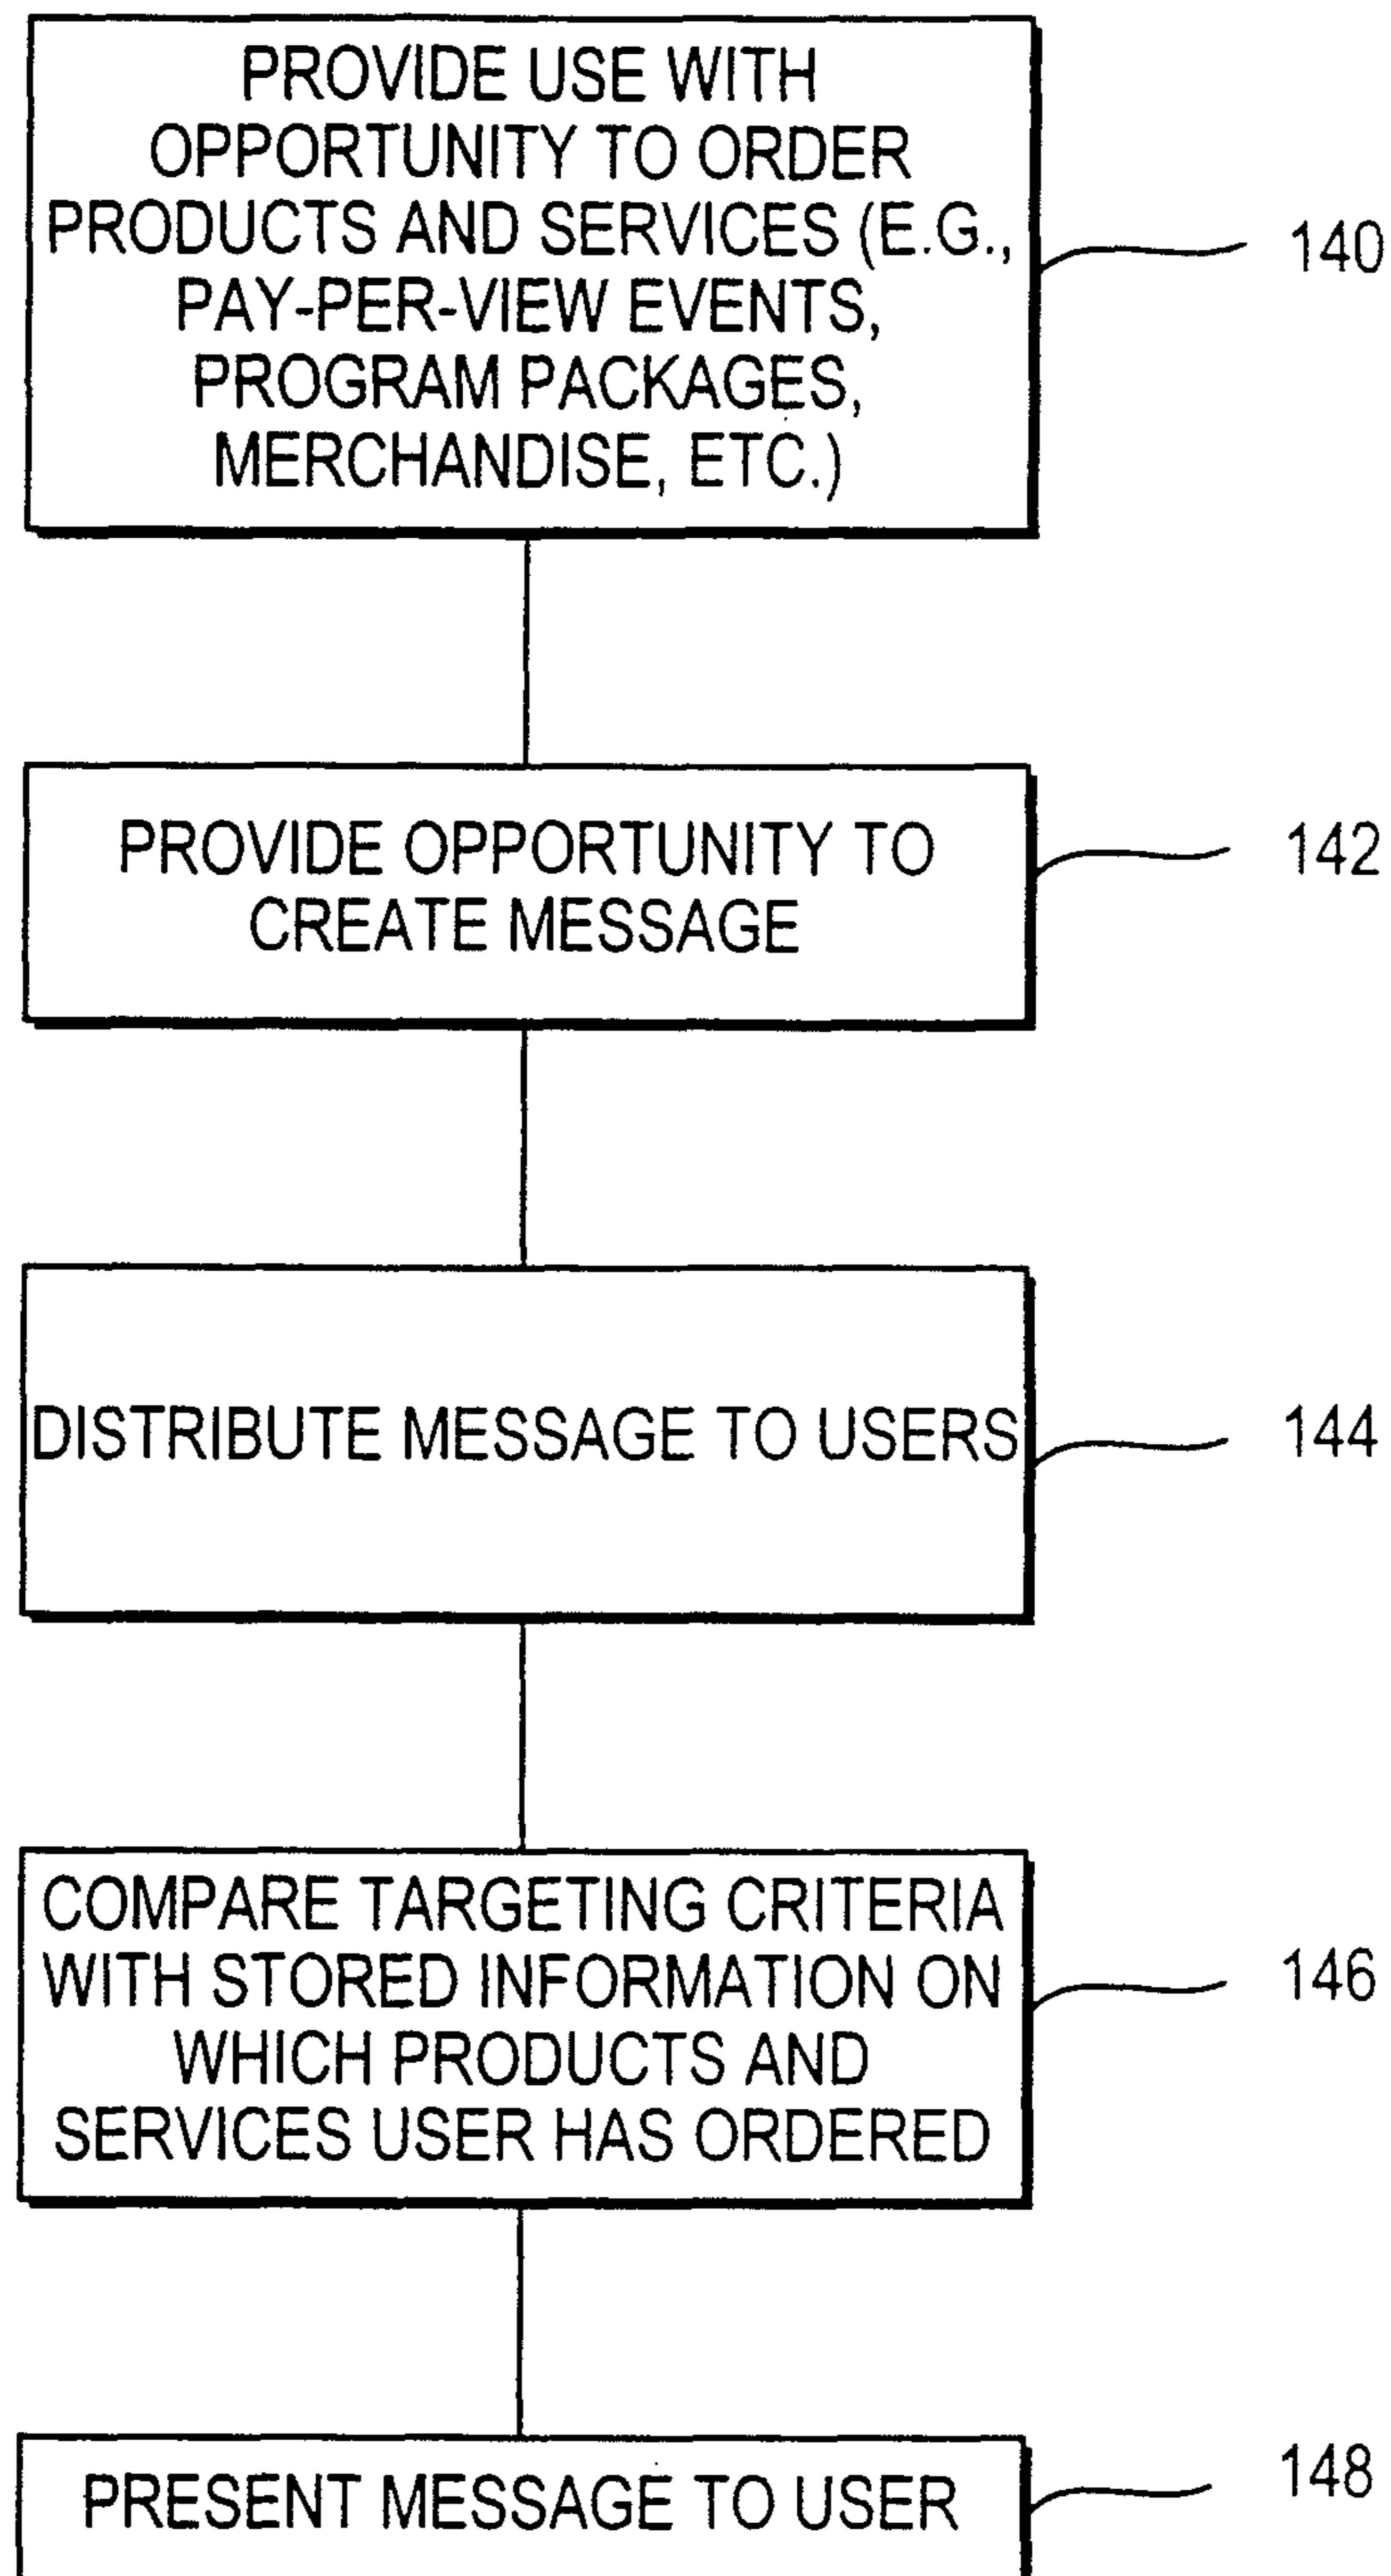 PROVIDE USE WITH
OPPORTUNITY TO ORDER
PRODUCTS AND SERVICES (E.G.,
PAY-PER-VIEW EVENTS,
PROGRAM PACKAGES,
MERCHANDISE, ETC.)
140
PROVIDE OPPORTUNITY TO
CREATE MESSAGE
142
DISTRIBUTE MESSAGE TO USERS
144
COMPARE TARGETING CRITERIA
WITH STORED INFORMATION ON
WHICH PRODUCTS AND
SERVICES USER HAS ORDERED
146
PRESENT MESSAGE TO USER
148